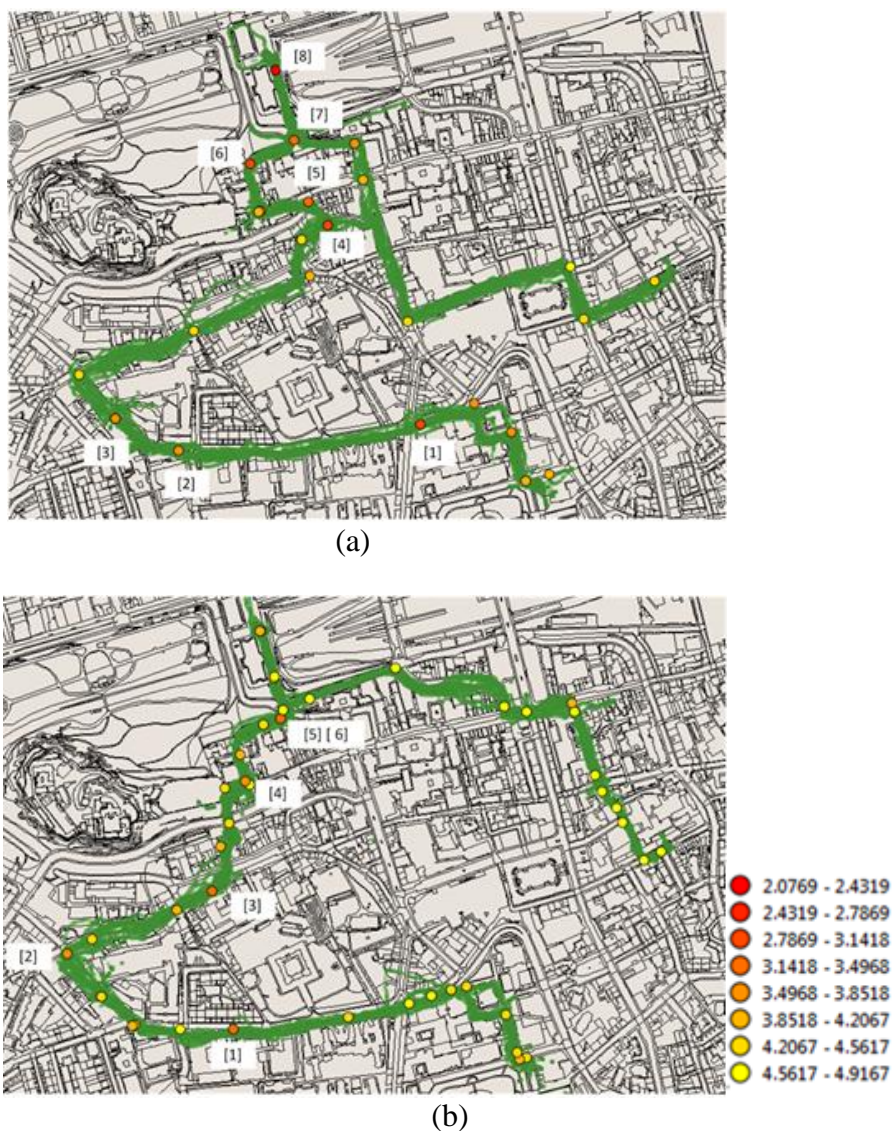 [8]
[7]
[6]
[5]
[4]
[3]
[2]
[1]
(a)
[5] [ 6]
[4]
[3]
[2]
[1]
2.0769 - 2.4319
2.4319 - 2.7869
2.7869 - 3.1418
3.1418 - 3.4968
3.4968 - 3.8518
3.8518 - 4.2067
4.2067 - 4.5617
4.5617 - 4.9167
(b)